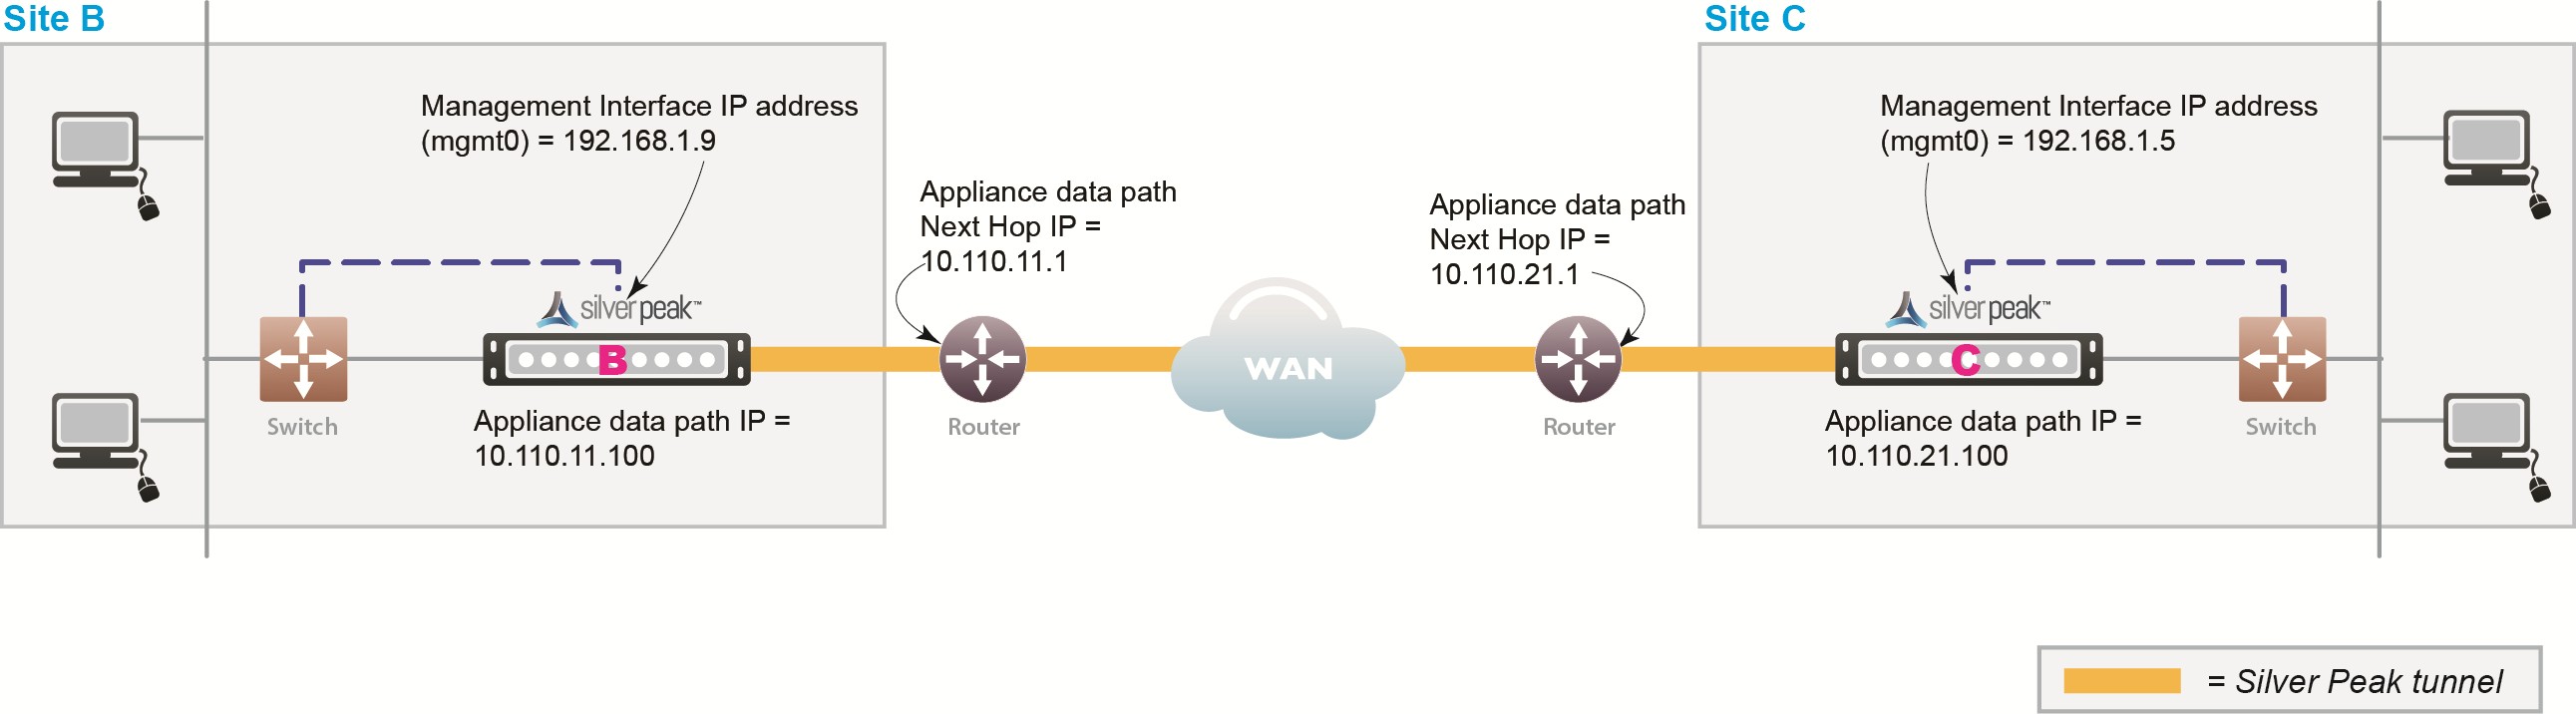 Site B
Site C
Management Interface IP address
(mgmt0) = 192.168.1.9
Management Interface IP address
(mgmt0) = 192.168.1.5
Appliance data path
Next Hop IP =
10.110.11.1
Appliance data path
Next Hop IP =
10.110.21.1
silver peak™
silver peak™
B
WAN
C
Switch
Appliance data path IP =
10.110.11.100
Router
Router
Appliance data path IP =
10.110.21.100
Switch
= Silver Peak tunnel